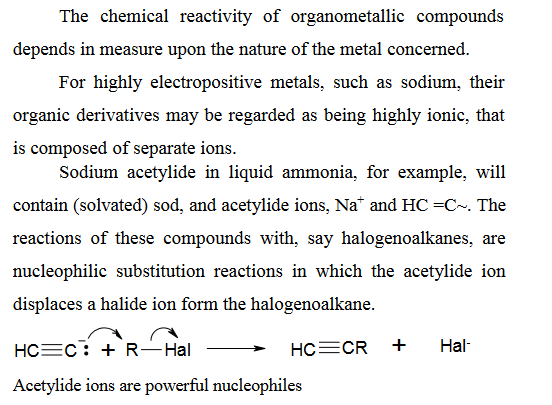 The chemical reactivity of organometallic compounds
depends in measure upon the nature of the metal concerned.
For highly electropositive metals, such as sodium, their
organic derivatives may be regarded as being highly ionic, that
is composed of separate ions.
Sodium acetylide in liquid ammonia, for example, will
contain (solvated) sod, and acetylide ions, Na⁺ and HC =C~. The
reactions of these compounds with, say halogenoalkanes, are
nucleophilic substitution reactions in which the acetylide ion
displaces a halide ion form the halogenoalkane.
HC≡C:⁻ + R—Hal ⟶ HC≡CR + Hal⁻
Acetylide ions are powerful nucleophiles